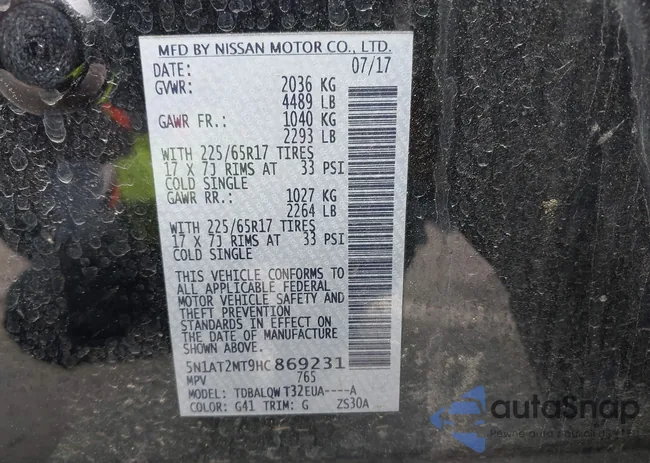 MFD BY NISSAN MOTOR CO., LTD.
DATE: 07/17
GVWR: 2036 KG
4489 LB
GAWR FR.: 1040 KG
2293 LB
WITH 225/65R17 TIRES
17 X 7J RIMS AT 33 PSI
COLD SINGLE
GAWR RR.: 1027 KG
2264 LB
WITH 225/65R17 TIRES
17 X 7J RIMS AT 33 PSI
COLD SINGLE
THIS VEHICLE CONFORMS TO
ALL APPLICABLE FEDERAL
MOTOR VEHICLE SAFETY AND
THEFT PREVENTION
STANDARDS IN EFFECT ON
THE DATE OF MANUFACTURE
SHOWN ABOVE.
5N1AT2MT9HC869231
MPV 765
MODEL: TDBALQW T32EUA----A
COLOR: G41 TRIM: G ZS30A
autoSnap
Pewne auto z